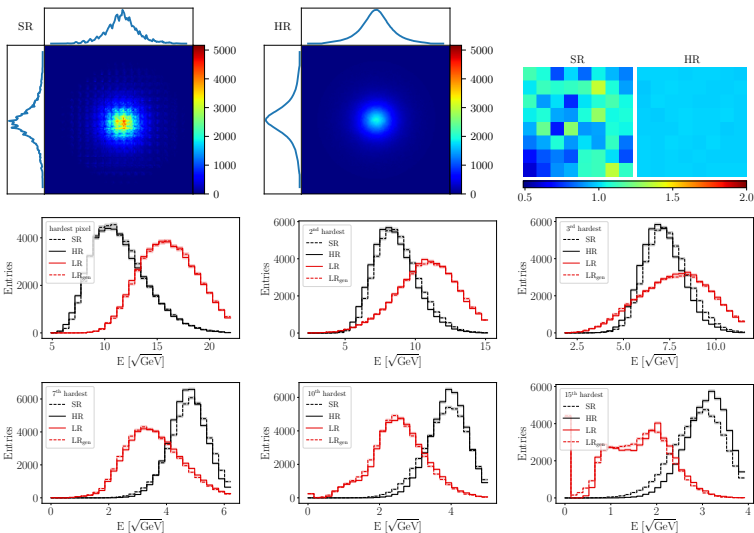 SR
5000
4000
3000
2000
1000
0
HR
5000
4000
3000
2000
1000
0
SR HR
0.5 1.0 1.5 2.0
hardest pixel
SR
HR
LR
LRgen
Entries
4000
2000
0
5 10 15 20
E [√GeV]
2nd hardest
SR
HR
LR
LRgen
Entries
6000
4000
2000
0
5 10 15
E [√GeV]
3rd hardest
SR
HR
LR
LRgen
Entries
6000
4000
2000
0
2.5 5.0 7.5 10.0
E [√GeV]
7th hardest
SR
HR
LR
LRgen
Entries
6000
4000
2000
0
0 2 4 6
E [√GeV]
10th hardest
SR
HR
LR
LRgen
Entries
6000
4000
2000
0
0 2 4
E [√GeV]
15th hardest
SR
HR
LR
LRgen
Entries
6000
4000
2000
0
0 1 2 3 4
E [√GeV]